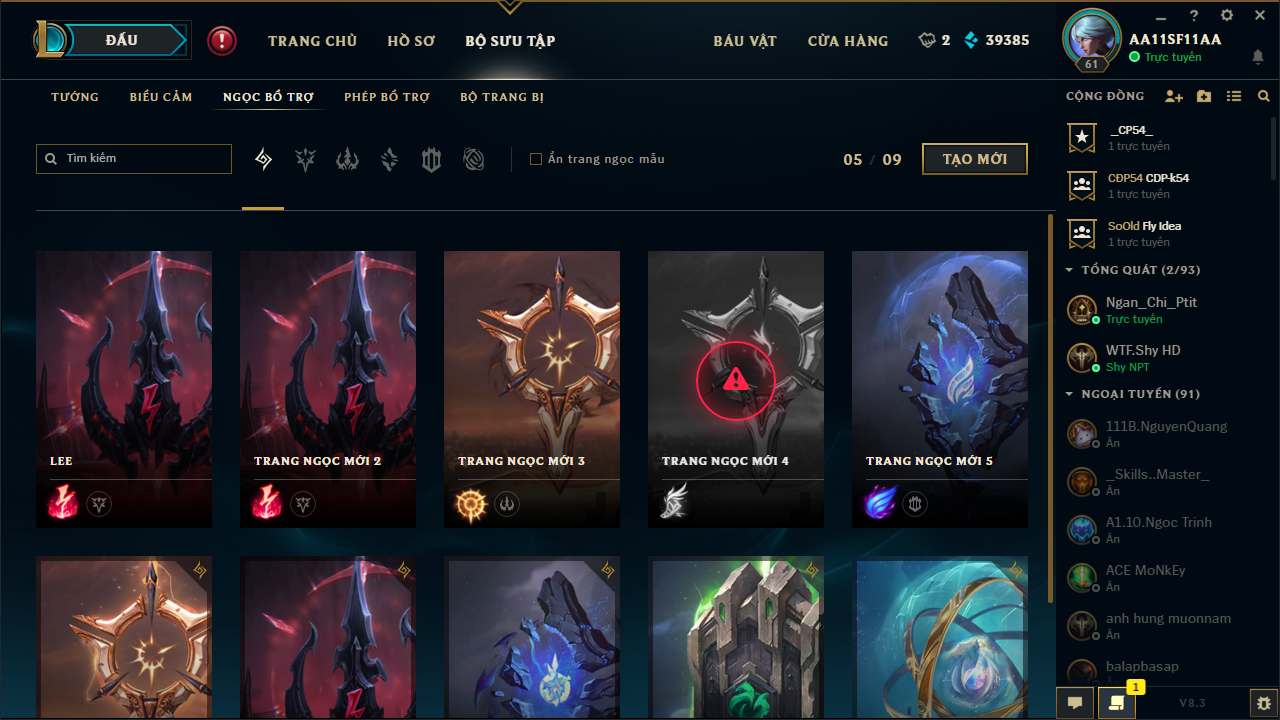 ĐẤU
TRANG CHỦ
HỒ SƠ
BỘ SƯU TẬP
BÁU VẬT
CỬA HÀNG
2
39385
61
AA11SF11AA
Trực tuyến
TƯỚNG
BIỂU CẢM
NGỌC BỔ TRỢ
PHÉP BỔ TRỢ
BỘ TRANG BỊ
Tìm kiếm
Ẩn trang ngọc mẫu
05 / 09
TẠO MỚI
LEE
TRANG NGỌC MỚI 2
TRANG NGỌC MỚI 3
TRANG NGỌC MỚI 4
TRANG NGỌC MỚI 5
CỘNG ĐỒNG
_CP54_
1 trực tuyến
CĐP54 CDP-k54
1 trực tuyến
SoOld Fly Idea
1 trực tuyến
TỔNG QUÁT (2/93)
Ngan_Chi_Ptit
Trực tuyến
WTF.Shy HD
Shy NPT
NGOẠI TUYẾN (91)
111B.NguyenQuang
Ẩn
_Skills..Master_
Ẩn
A1.10.Ngoc Trinh
Ẩn
ACE MoNkEy
Ẩn
anh hung muonnam
Ẩn
balapbasap
1
V8.3